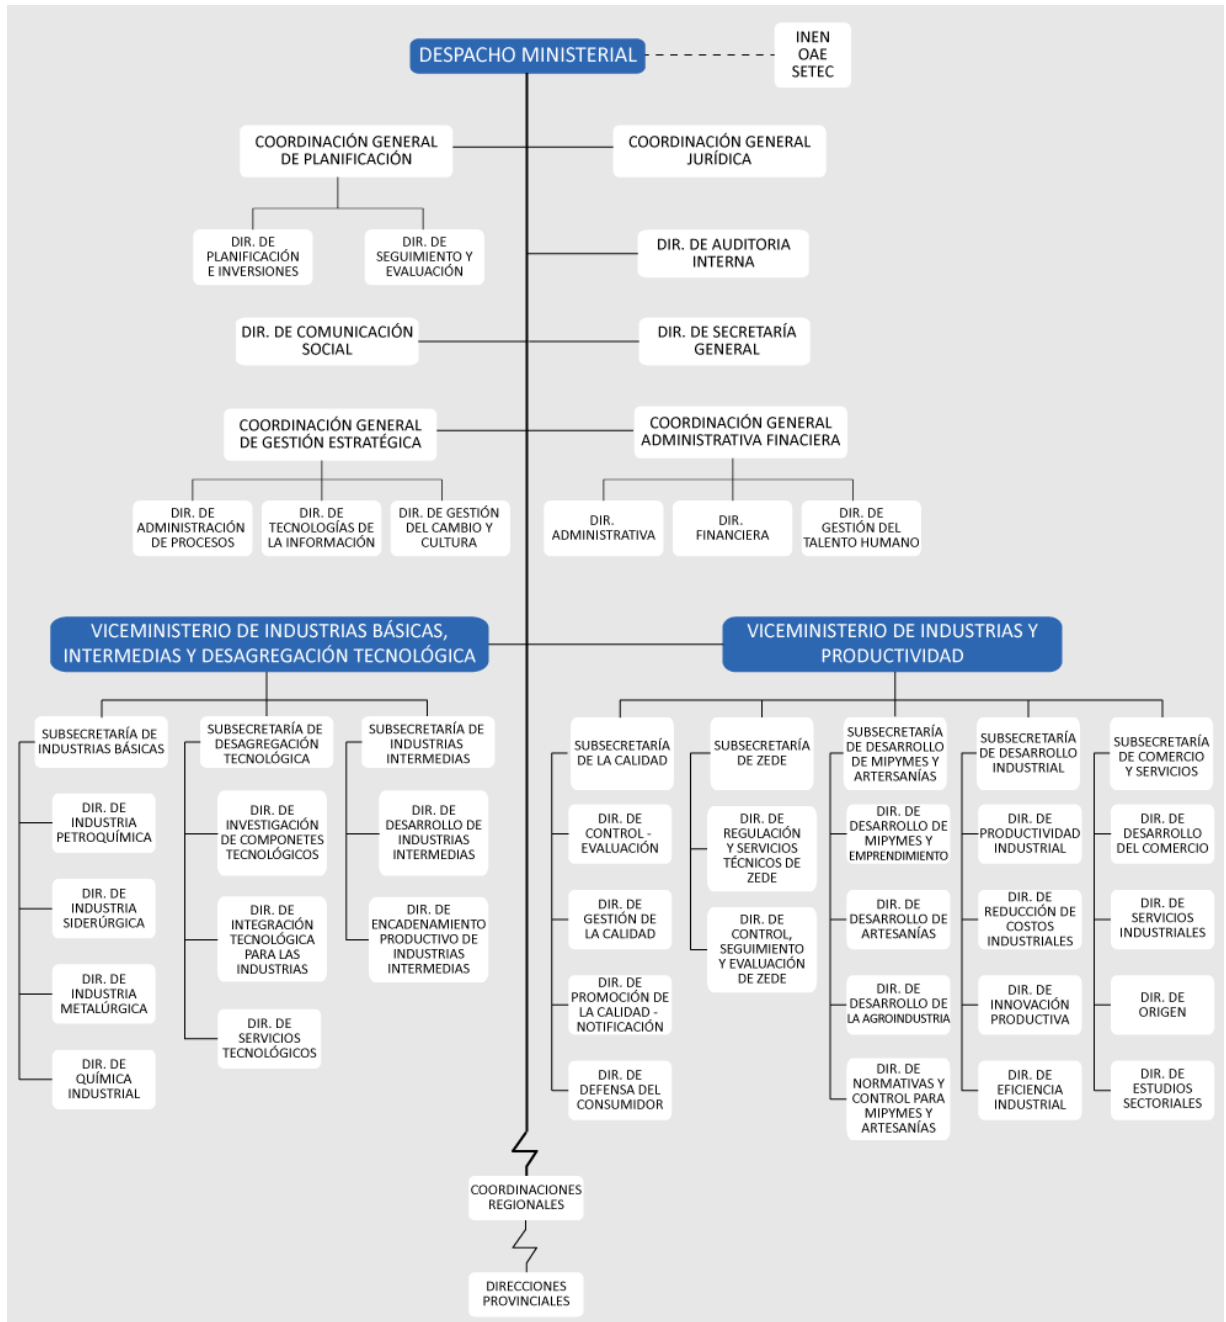 DESPACHO MINISTERIAL
INEN
OAE
SETEC
COORDINACIÓN GENERAL
DE PLANIFICACIÓN
COORDINACIÓN GENERAL
JURÍDICA
DIR. DE
PLANIFICACIÓN
E INVERSIONES
DIR. DE
SEGUIMIENTO Y
EVALUACIÓN
DIR. DE AUDITORIA
INTERNA
DIR. DE COMUNICACIÓN
SOCIAL
DIR. DE SECRETARÍA
GENERAL
COORDINACIÓN GENERAL
DE GESTIÓN ESTRATÉGICA
COORDINACIÓN GENERAL
ADMINISTRATIVA FINACIERA
DIR. DE
ADMINISTRACIÓN
DE PROCESOS
DIR. DE
TECNOLOGÍAS DE
LA INFORMACIÓN
DIR. DE GESTIÓN
DEL CAMBIO Y
CULTURA
DIR.
ADMINISTRATIVA
DIR.
FINANCIERA
DIR. DE
GESTIÓN DEL
TALENTO HUMANO
VICEMINISTERIO DE INDUSTRIAS BÁSICAS,
INTERMEDIAS Y DESAGREGACIÓN TECNOLÓGICA
VICEMINISTERIO DE INDUSTRIAS Y
PRODUCTIVIDAD
SUBSECRETARÍA DE
INDUSTRIAS BÁSICAS
DIR. DE
INDUSTRIA
PETROQUÍMICA
DIR. DE
INDUSTRIA
SIDERÚRGICA
DIR. DE
INDUSTRIA
METALÚRGICA
DIR. DE
QUÍMICA
INDUSTRIAL
SUBSECRETARÍA DE
DESAGREGACIÓN
TECNOLÓGICA
DIR. DE
INVESTIGACIÓN
DE COMPONETES
TECNOLÓGICOS
DIR. DE
INTEGRACIÓN
TECNOLÓGICA
PARA LAS
INDUSTRIAS
DIR. DE
SERVICIOS
TECNOLÓGICOS
SUBSECRETARÍA DE
INDUSTRIAS
INTERMEDIAS
DIR. DE
DESARROLLO DE
INDUSTRIAS
INTERMEDIAS
DIR. DE
ENCADENAMIENTO
PRODUCTIVO DE
INDUSTRIAS
INTERMEDIAS
SUBSECRETARÍA
DE LA CALIDAD
DIR. DE
CONTROL -
EVALUACIÓN
DIR. DE
GESTIÓN DE
LA CALIDAD
DIR. DE
PROMOCIÓN DE
LA CALIDAD -
NOTIFICACIÓN
DIR. DE
DEFENSA DEL
CONSUMIDOR
SUBSECRETARÍA
DE ZEDE
DIR. DE
REGULACIÓN
Y SERVICIOS
TÉCNICOS DE
ZEDE
DIR. DE
CONTROL,
SEGUIMIENTO
Y EVALUACIÓN
DE ZEDE
SUBSECRETARÍA
DE DESARROLLO
DE MIPYMES Y
ARTERSANÍAS
DIR. DE
DESARROLLO DE
MIPYMES Y
EMPRENDIMIENTO
DIR. DE
DESARROLLO DE
ARTESANÍAS
DIR. DE
DESARROLLO DE
LA AGROINDUSTRIA
DIR. DE
NORMATIVAS Y
CONTROL PARA
MIPYMES Y
ARTESANÍAS
SUBSECRETARÍA
DE DESARROLLO
INDUSTRIAL
DIR. DE
PRODUCTIVIDAD
INDUSTRIAL
DIR. DE
REDUCCIÓN DE
COSTOS
INDUSTRIALES
DIR. DE
INNOVACIÓN
PRODUCTIVA
DIR. DE
EFICIENCIA
INDUSTRIAL
SUBSECRETARÍA
DE COMERCIO
Y SERVICIOS
DIR. DE
DESARROLLO
DEL COMERCIO
DIR. DE
SERVICIOS
INDUSTRIALES
DIR. DE
ORIGEN
DIR. DE
ESTUDIOS
SECTORIALES
COORDINACIONES
REGIONALES
DIRECCIONES
PROVINCIALES